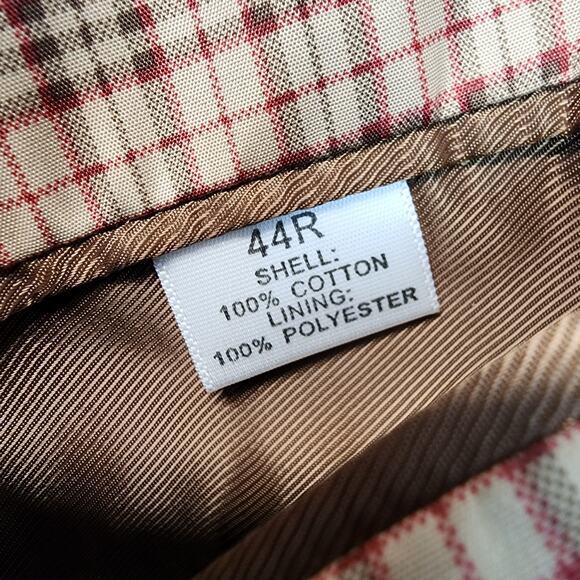 44R
SHELL:
100% COTTON
LINING:
100% POLYESTER